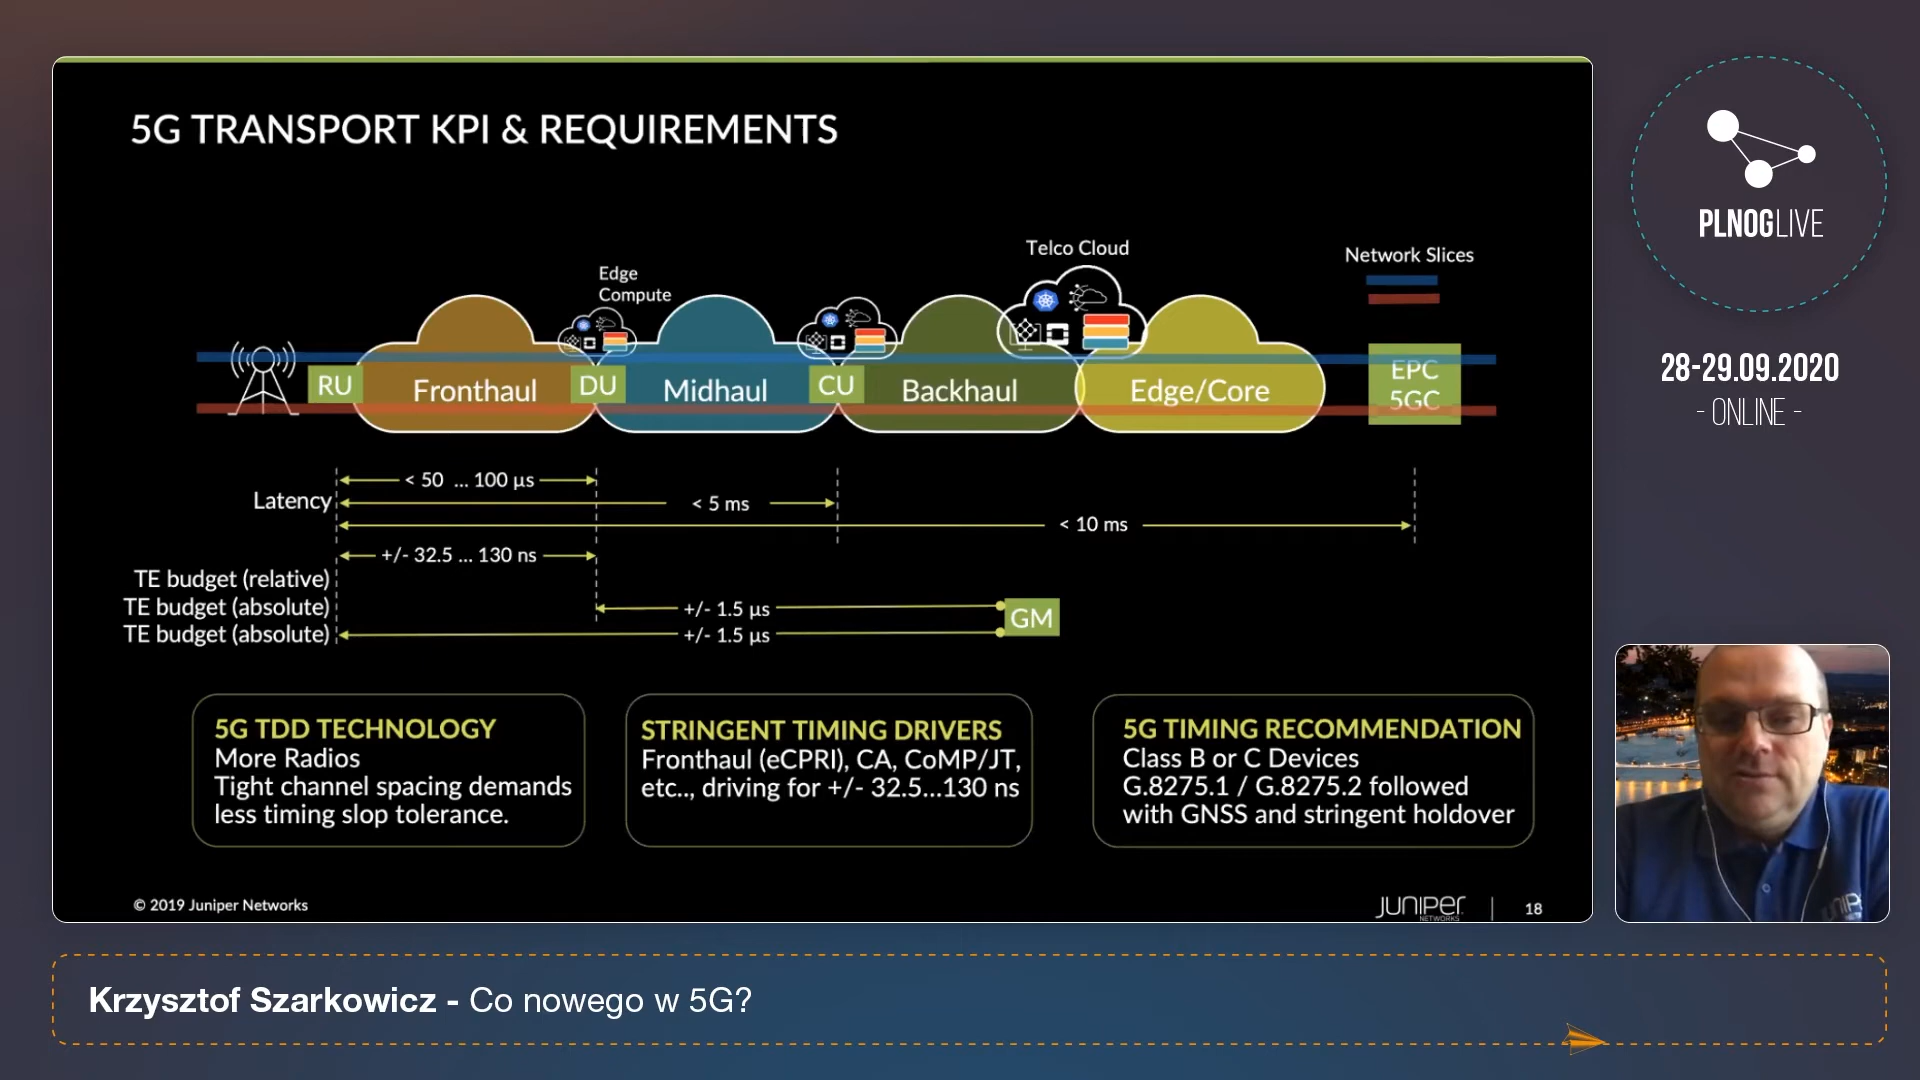 5G TRANSPORT KPI & REQUIREMENTS
Telco Cloud
Network Slices
Edge
Compute
RU
Fronthaul
DU
Midhaul
CU
Backhaul
Edge/Core
EPC
5GC
< 50 ... 100 µs
Latency
< 5 ms
< 10 ms
+/- 32.5 ... 130 ns
TE budget (relative)
TE budget (absolute)
+/- 1.5 µs
GM
TE budget (absolute)
+/- 1.5 µs
5G TDD TECHNOLOGY
More Radios
Tight channel spacing demands
less timing slop tolerance.
STRINGENT TIMING DRIVERS
Fronthaul (eCPRI), CA, CoMP/JT,
etc.., driving for +/- 32.5...130 ns
5G TIMING RECOMMENDATION
Class B or C Devices
G.8275.1 / G.8275.2 followed
with GNSS and stringent holdover
© 2019 Juniper Networks
JUNIPER
NETWORKS
18
PLNOGLIVE
28-29.09.2020
- ONLINE -
Krzysztof Szarkowicz - Co nowego w 5G?